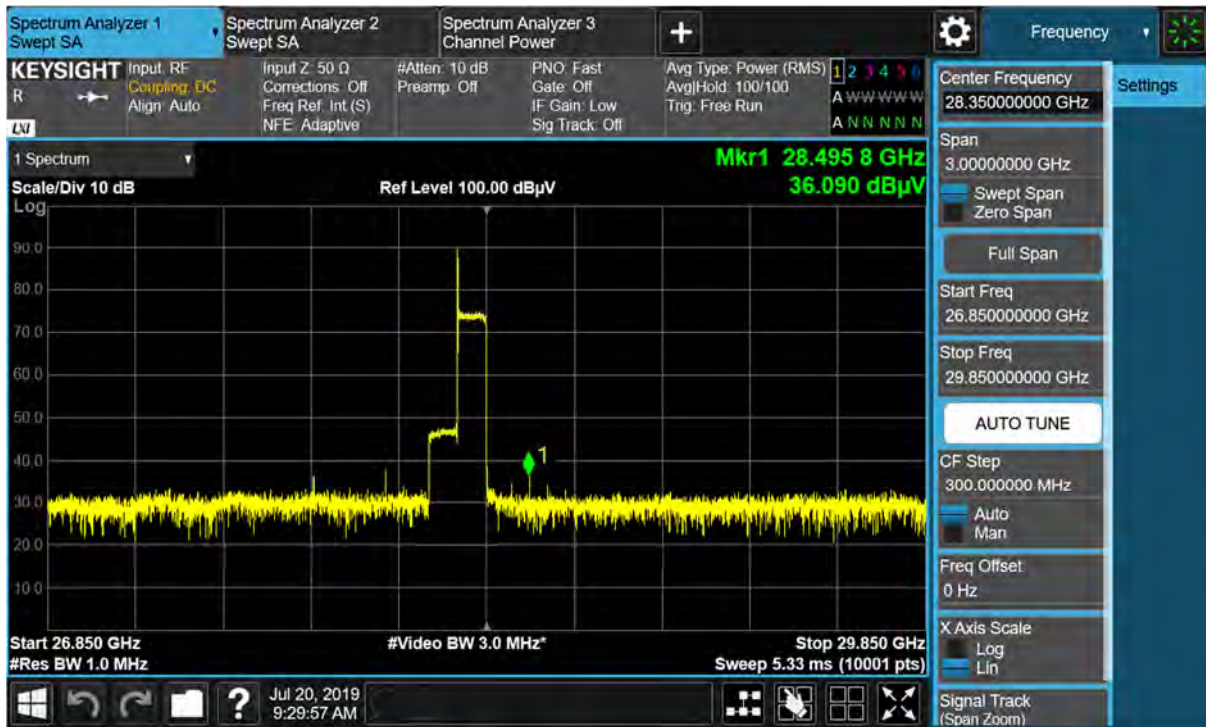 Spectrum Analyzer 1
Swept SA
Spectrum Analyzer 2
Swept SA
Spectrum Analyzer 3
Channel Power
+
Frequency
KEYSIGHT
R
LXI
Input: RF
Coupling: DC
Align: Auto
Input Z: 50 Ω
Corrections: Off
Freq Ref: Int (S)
NFE: Adaptive
#Atten: 10 dB
Preamp: Off
PNO: Fast
Gate: Off
IF Gain: Low
Sig Track: Off
Avg Type: Power (RMS)
Avg|Hold: 100/100
Trig: Free Run
1 2 3 4 5 6
A W W W W W
A N N N N N
1 Spectrum
Mkr1 28.495 8 GHz
Scale/Div 10 dB
Ref Level 100.00 dBµV
36.090 dBµV
Log
90.0
80.0
70.0
60.0
50.0
40.0
30.0
20.0
10.0
1
Start 26.850 GHz
#Video BW 3.0 MHz*
Stop 29.850 GHz
#Res BW 1.0 MHz
Sweep 5.33 ms (10001 pts)
Center Frequency
28.350000000 GHz
Settings
Span
3.00000000 GHz
Swept Span
Zero Span
Full Span
Start Freq
26.850000000 GHz
Stop Freq
29.850000000 GHz
AUTO TUNE
CF Step
300.000000 MHz
Auto
Man
Freq Offset
0 Hz
X Axis Scale
Log
Lin
Signal Track
(Span Zoom)
?
Jul 20, 2019
9:29:57 AM